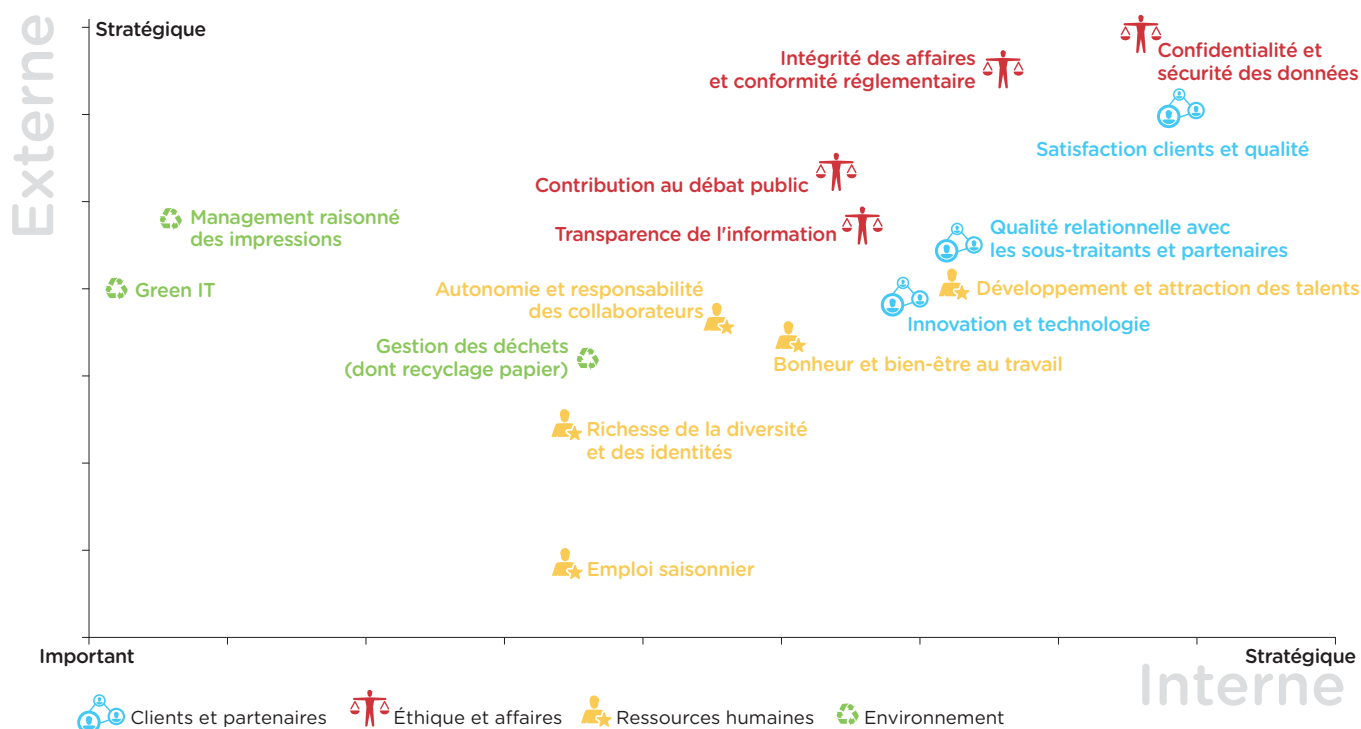 Externe
Stratégique
Intégrité des affaires
et conformité réglementaire
Confidentialité et
sécurité des données
Satisfaction clients et qualité
Contribution au débat public
Management raisonné
des impressions
Transparence de l'information
Qualité relationnelle avec
les sous-traitants et partenaires
Green IT
Autonomie et responsabilité
des collaborateurs
Développement et attraction des talents
Innovation et technologie
Gestion des déchets
(dont recyclage papier)
Bonheur et bien-être au travail
Richesse de la diversité
et des identités
Emploi saisonnier
Important
Stratégique
Interne
Clients et partenaires
Éthique et affaires
Ressources humaines
Environnement